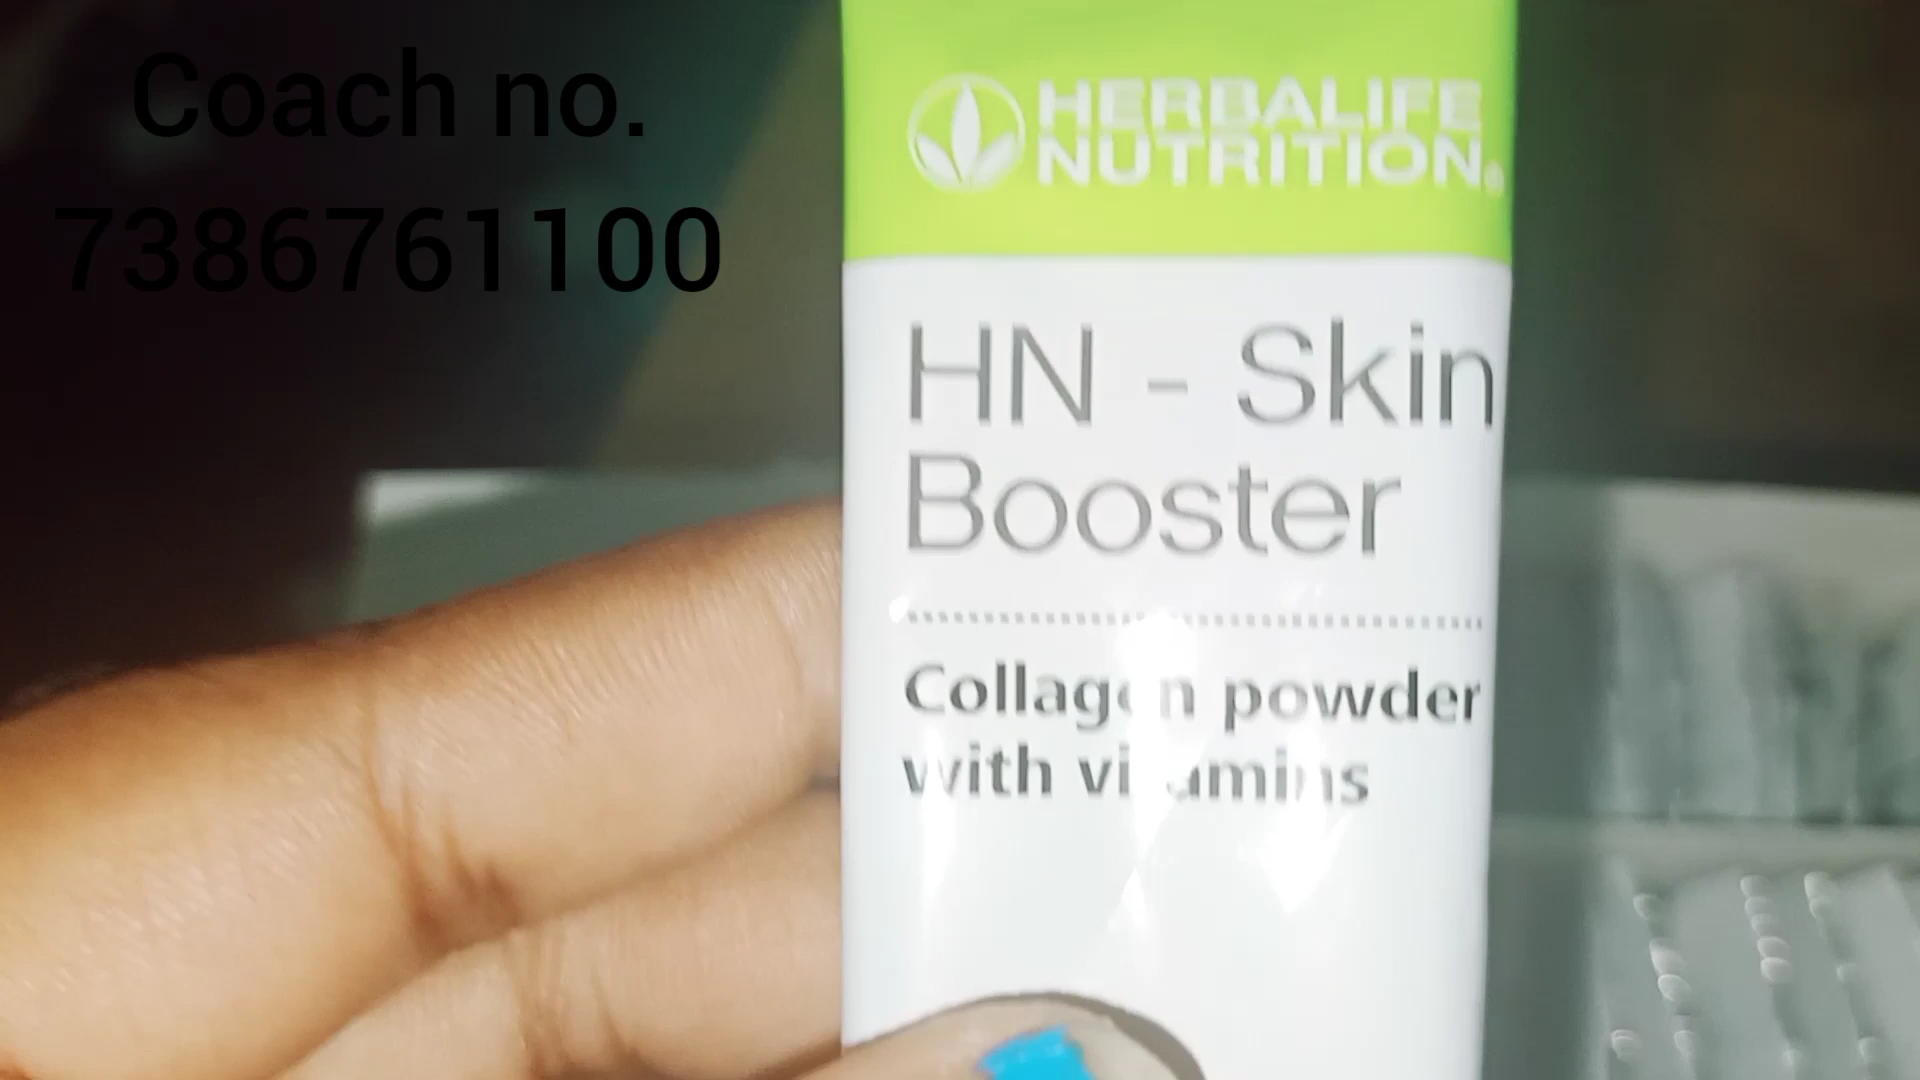 Coach no.
7386761100
HERBALIFE
NUTRITION®
HN - Skin
Booster
Collagen powder
with vitamins